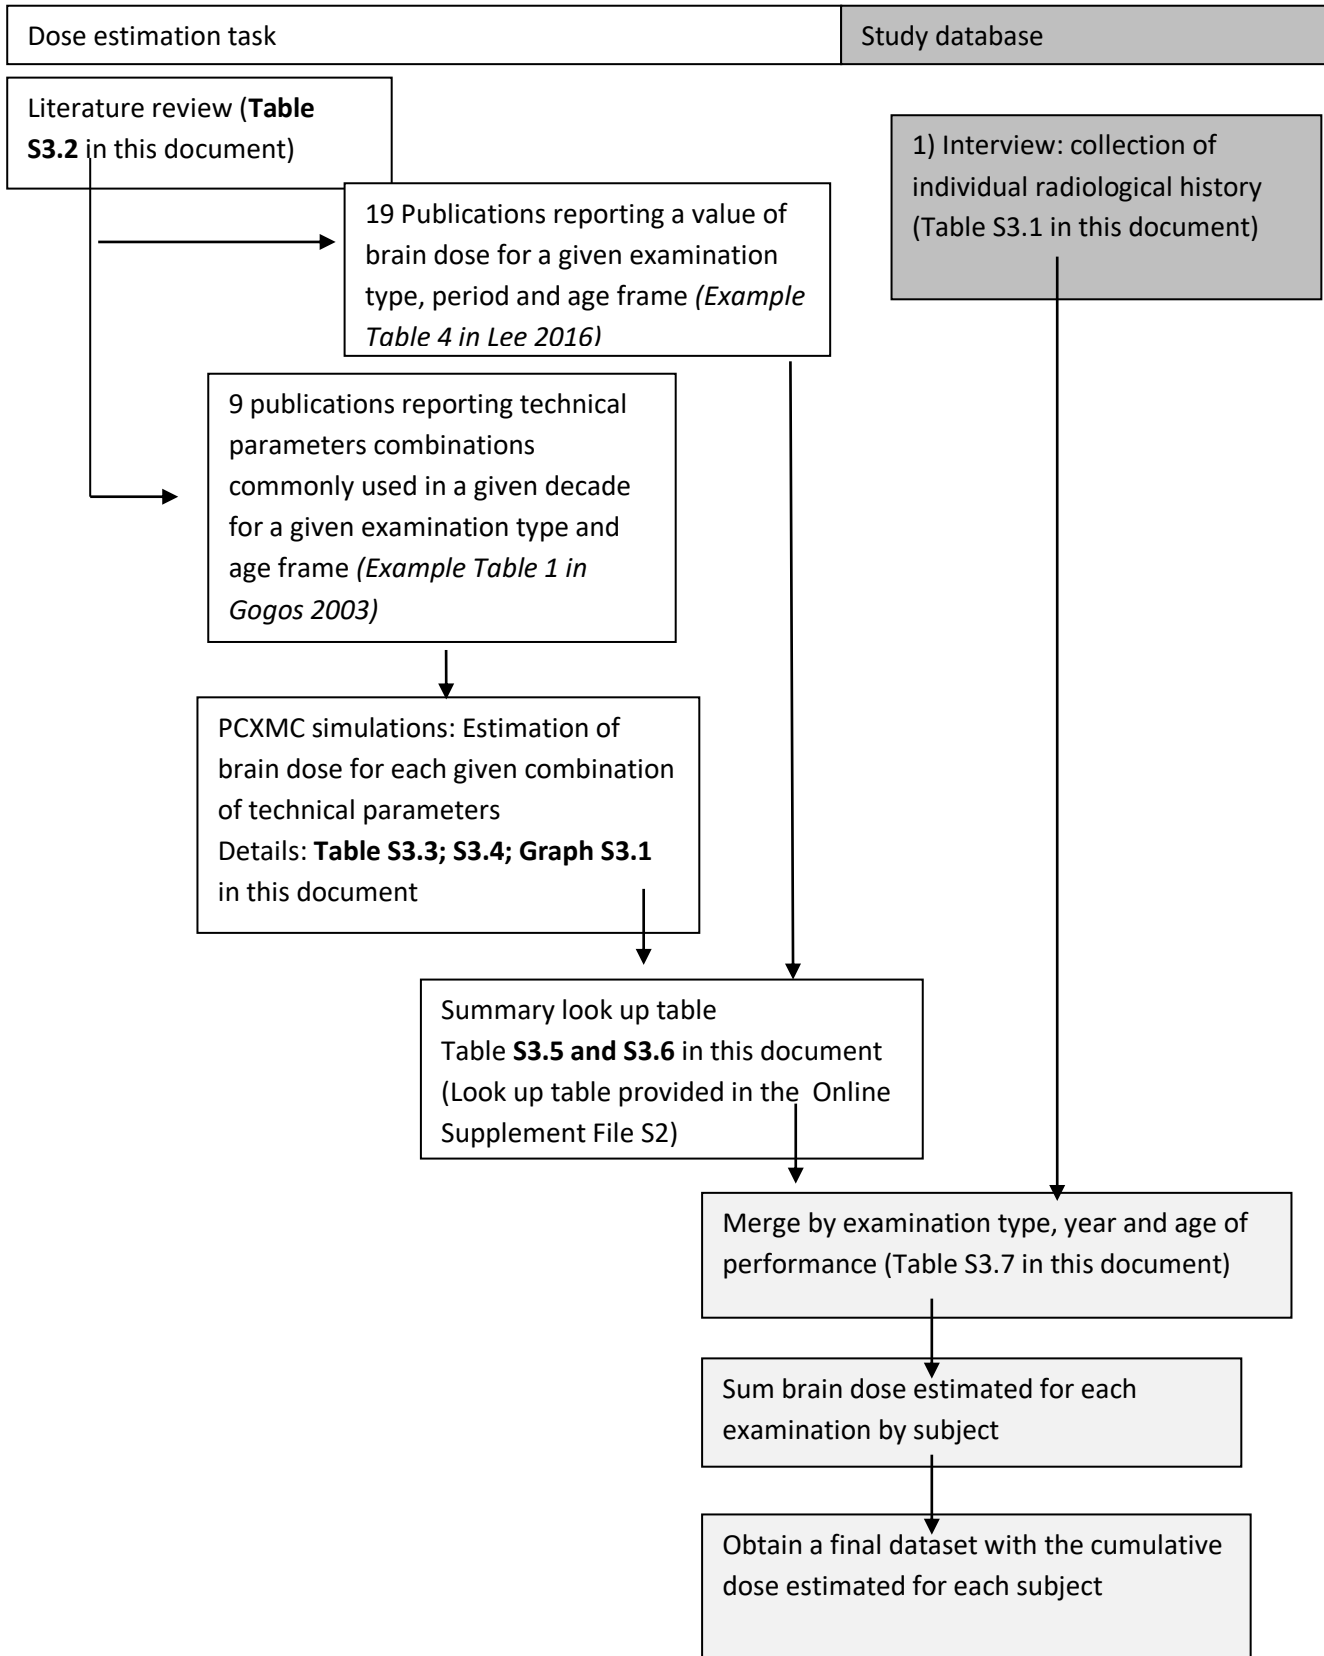 Dose estimation task
Study database
Literature review (Table
S3.2 in this document)
1) Interview: collection of
individual radiological history
(Table S3.1 in this document)
19 Publications reporting a value of
brain dose for a given examination
type, period and age frame (Example
Table 4 in Lee 2016)
9 publications reporting technical
parameters combinations
commonly used in a given decade
for a given examination type and
age frame (Example Table 1 in
Gogos 2003)
PCXMC simulations: Estimation of
brain dose for each given combination
of technical parameters
Details: Table S3.3; S3.4; Graph S3.1
in this document
Summary look up table
Table S3.5 and S3.6 in this document
(Look up table provided in the Online
Supplement File S2)
Merge by examination type, year and age of
performance (Table S3.7 in this document)
Sum brain dose estimated for each
examination by subject
Obtain a final dataset with the cumulative
dose estimated for each subject